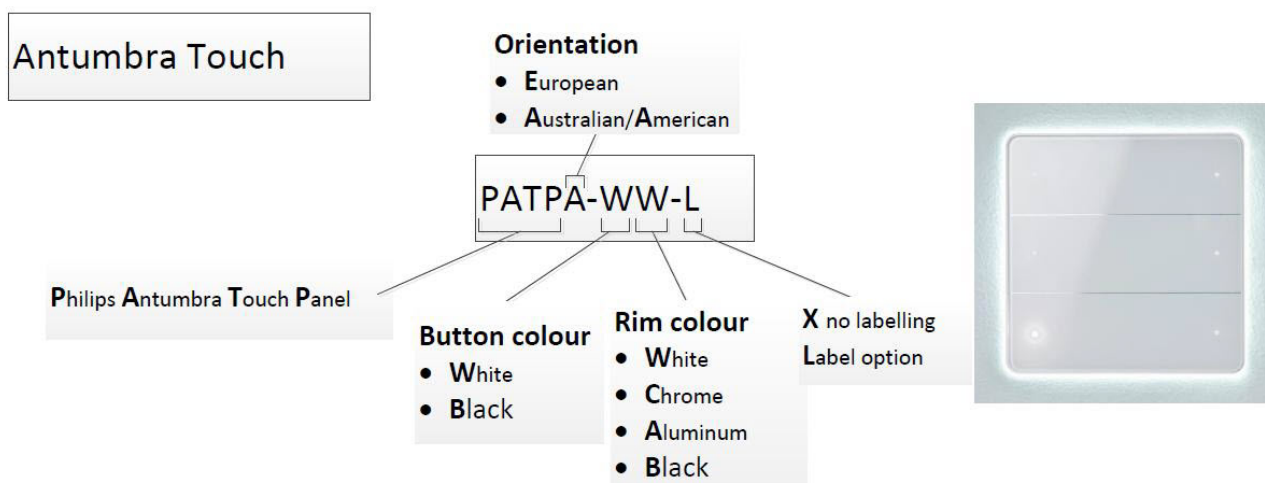 Antumbra Touch
Orientation
• European
• Australian/American
PATPA-WW-L
Philips Antumbra Touch Panel
Button colour
• White
• Black
Rim colour
• White
• Chrome
• Aluminum
• Black
X no labelling
Label option